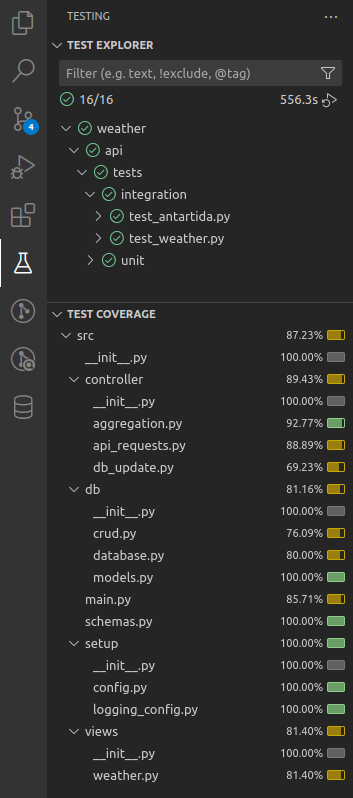 TESTING
TEST EXPLORER
Filter (e.g. text, !exclude, @tag)
16/16 556.3s
4
weather
api
tests
integration
test_antartida.py
test_weather.py
unit
TEST COVERAGE
src 87.23%
__init__.py 100.00%
controller 89.43%
__init__.py 100.00%
aggregation.py 92.77%
api_requests.py 88.89%
db_update.py 69.23%
db 81.16%
__init__.py 100.00%
crud.py 76.09%
database.py 80.00%
models.py 100.00%
main.py 85.71%
schemas.py 100.00%
setup 100.00%
__init__.py 100.00%
config.py 100.00%
logging_config.py 100.00%
views 81.40%
__init__.py 100.00%
weather.py 81.40%